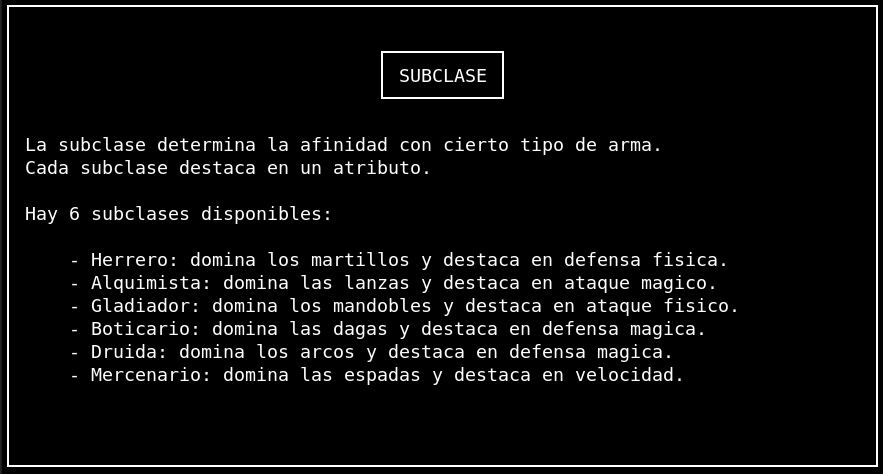 SUBCLASE
La subclase determina la afinidad con cierto tipo de arma.
Cada subclase destaca en un atributo.
Hay 6 subclases disponibles:
- Herrero: domina los martillos y destaca en defensa fisica.
- Alquimista: domina las lanzas y destaca en ataque magico.
- Gladiador: domina los mandobles y destaca en ataque fisico.
- Boticario: domina las dagas y destaca en defensa magica.
- Druida: domina los arcos y destaca en defensa magica.
- Mercenario: domina las espadas y destaca en velocidad.